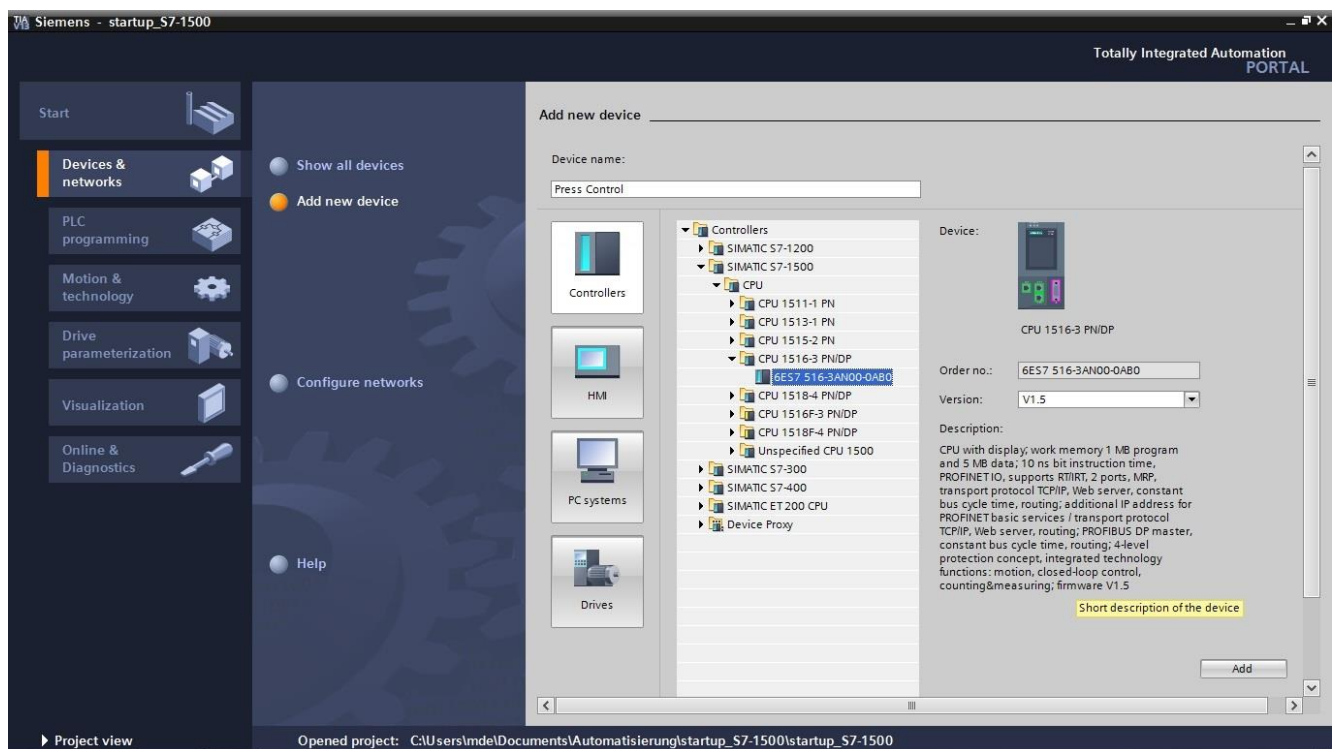 Siemens - startup_S7-1500
Totally Integrated Automation
PORTAL
Start
Devices &
networks
PLC
programming
Motion &
technology
Drive
parameterization
Visualization
Online &
Diagnostics
Project view
Show all devices
Add new device
Configure networks
Help
Add new device
Device name:
Press Control
Controllers
HMI
PC systems
Drives
Controllers
SIMATIC S7-1200
SIMATIC S7-1500
CPU
CPU 1511-1 PN
CPU 1513-1 PN
CPU 1515-2 PN
CPU 1516-3 PN/DP
6ES7 516-3AN00-0AB0
CPU 1518-4 PN/DP
CPU 1516F-3 PN/DP
CPU 1518F-4 PN/DP
Unspecified CPU 1500
SIMATIC S7-300
SIMATIC S7-400
SIMATIC ET 200 CPU
Device Proxy
Device:
CPU 1516-3 PN/DP
Order no.: 6ES7 516-3AN00-0AB0
Version: V1.5
Description:
CPU with display; work memory 1 MB program
and 5 MB data; 10 ns bit instruction time,
PROFINET IO, supports RT/IRT, 2 ports, MRP,
transport protocol TCP/IP, Web server, constant
bus cycle time, routing; additional IP address for
PROFINET basic services / transport protocol
TCP/IP, Web server, routing; PROFIBUS DP master,
constant bus cycle time, routing; 4-level
protection concept, integrated technology
functions: motion, closed-loop control,
counting&measuring; firmware V1.5
Short description of the device
Add
Opened project: C:\Users\mde\Documents\Automatisierung\startup_S7-1500\startup_S7-1500